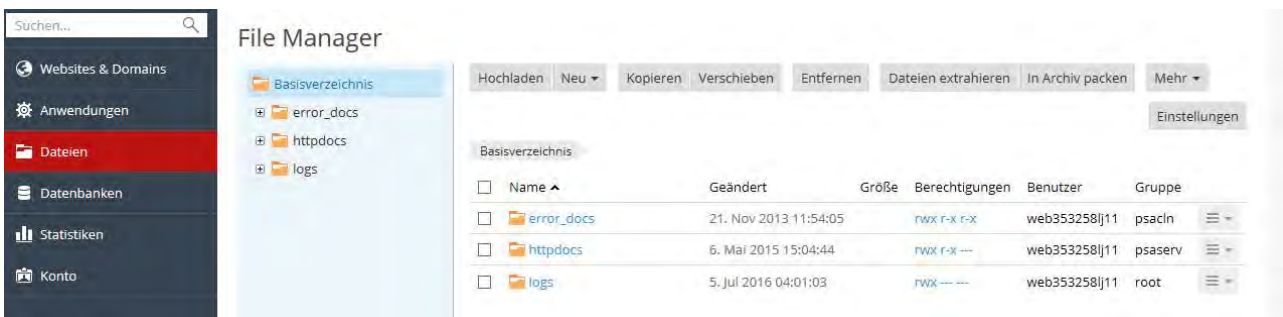 Suchen...
File Manager
Websites & Domains
Anwendungen
Dateien
Datenbanken
Statistiken
Konto
Basisverzeichnis
error_docs
httpdocs
logs
Hochladen Neu Kopieren Verschieben Entfernen Dateien extrahieren In Archiv packen Mehr
Einstellungen
Basisverzeichnis
Name Geändert Größe Berechtigungen Benutzer Gruppe
error_docs 21. Nov 2013 11:54:05 rwx r-x r-x web353258lj11 psacln
httpdocs 6. Mai 2015 15:04:44 rwx r-x --- web353258lj11 psaserv
logs 5. Jul 2016 04:01:03 rwx --- --- web353258lj11 root